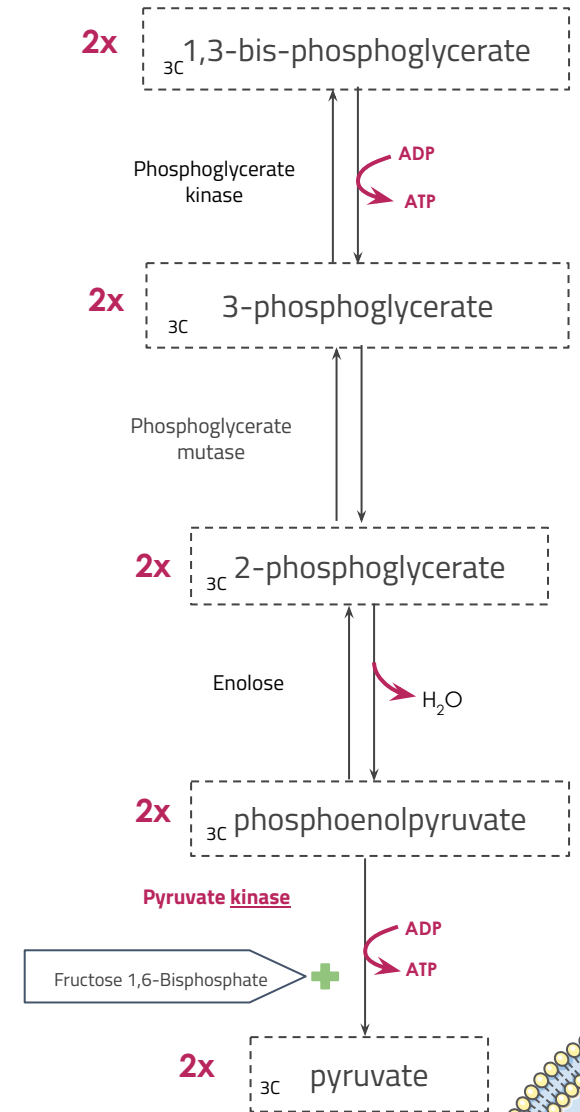 2x
3C 1,3-bis-phosphoglycerate
Phosphoglycerate
kinase
ADP
ATP
2x
3C 3-phosphoglycerate
Phosphoglycerate
mutase
2x
3C 2-phosphoglycerate
Enolose
H₂O
2x
3C phosphoenolpyruvate
Pyruvate kinase
ADP
ATP
Fructose 1,6-Bisphosphate
2x
3C pyruvate